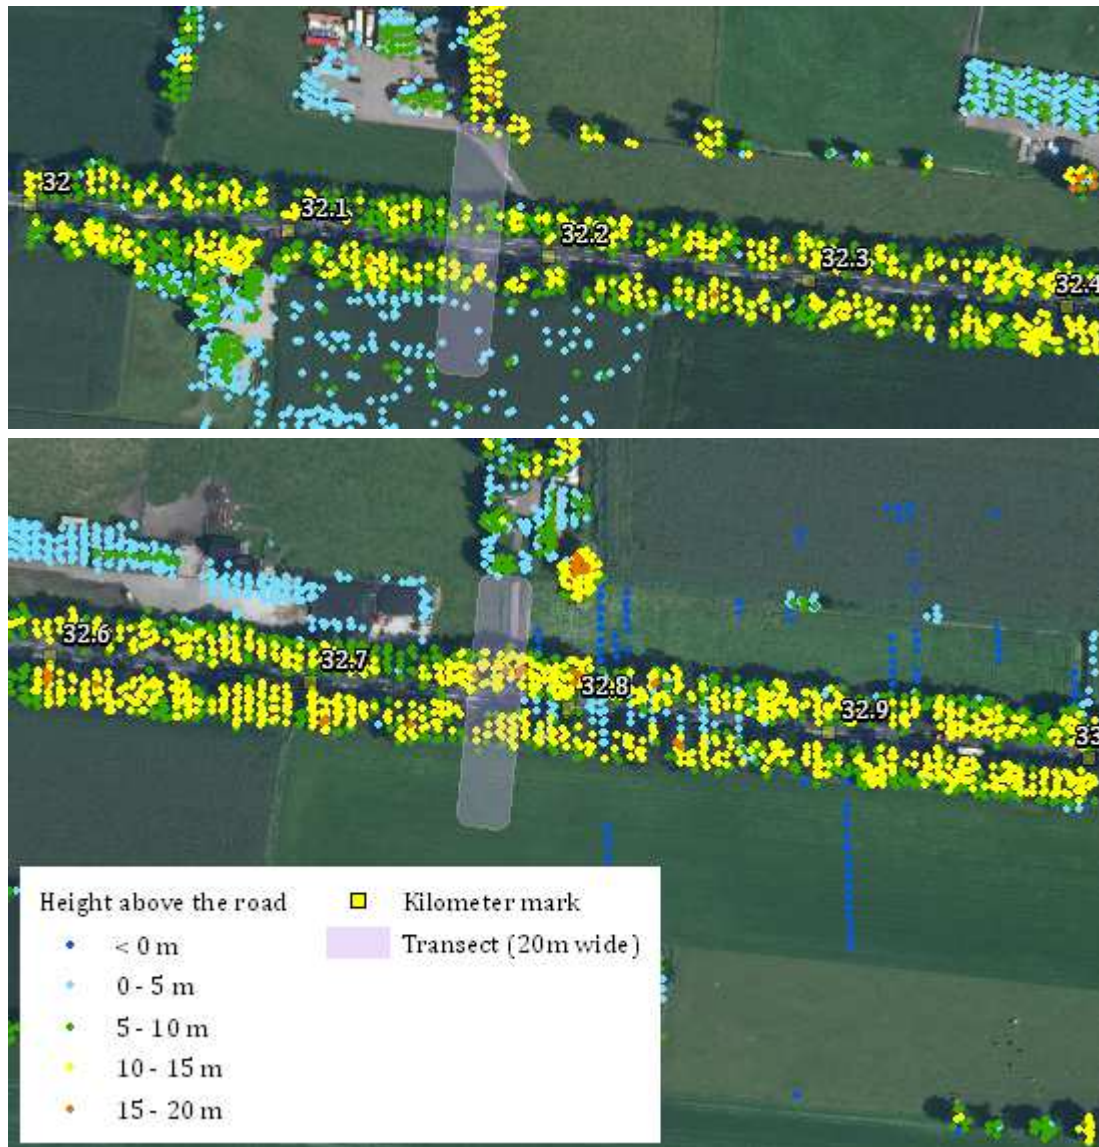 32
32.1
32.2
32.3
32.4
32.6
32.7
32.8
32.9
33
Height above the road
< 0 m
0 - 5 m
5 - 10 m
10 - 15 m
15 - 20 m
Kilometer mark
Transect (20m wide)